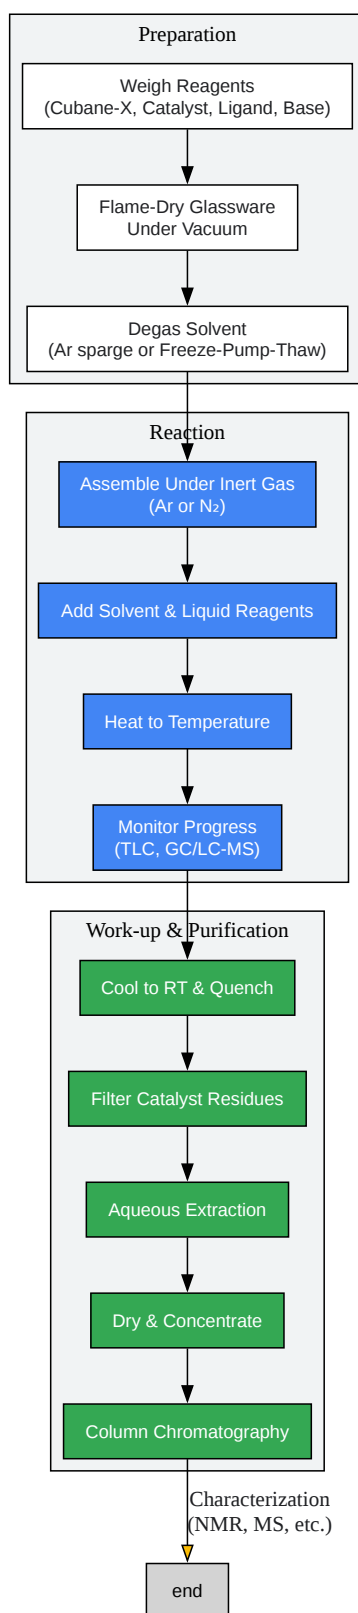 Preparation
Weigh Reagents
(Cubane-X, Catalyst, Ligand, Base)
Flame-Dry Glassware
Under Vacuum
Degas Solvent
(Ar sparge or Freeze-Pump-Thaw)
Reaction
Assemble Under Inert Gas
(Ar or N₂)
Add Solvent & Liquid Reagents
Heat to Temperature
Monitor Progress
(TLC, GC/LC-MS)
Work-up & Purification
Cool to RT & Quench
Filter Catalyst Residues
Aqueous Extraction
Dry & Concentrate
Column Chromatography
Characterization
(NMR, MS, etc.)
end